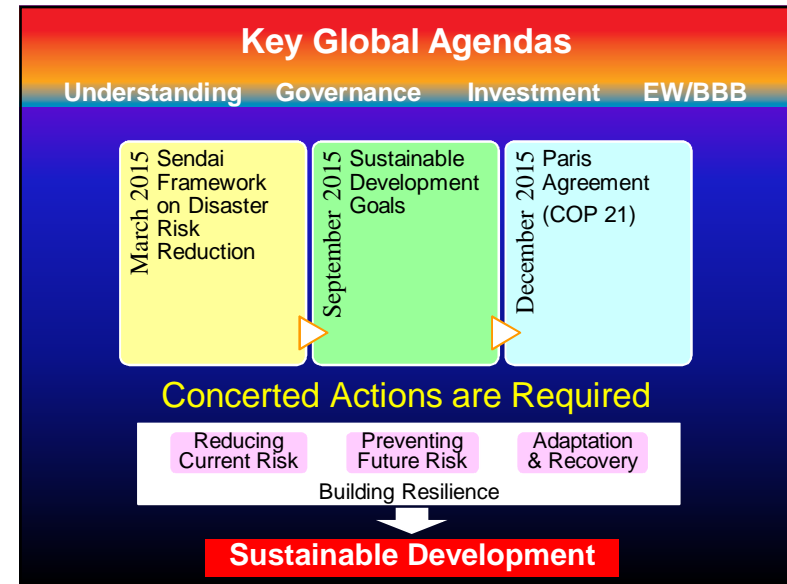 Key Global Agendas
Understanding Governance Investment EW/BBB
March 2015
Sendai
Framework
on Disaster
Risk
Reduction
September 2015
Sustainable
Development
Goals
December 2015
Paris
Agreement
(COP 21)
Concerted Actions are Required
Reducing
Current Risk
Preventing
Future Risk
Adaptation
& Recovery
Building Resilience
Sustainable Development